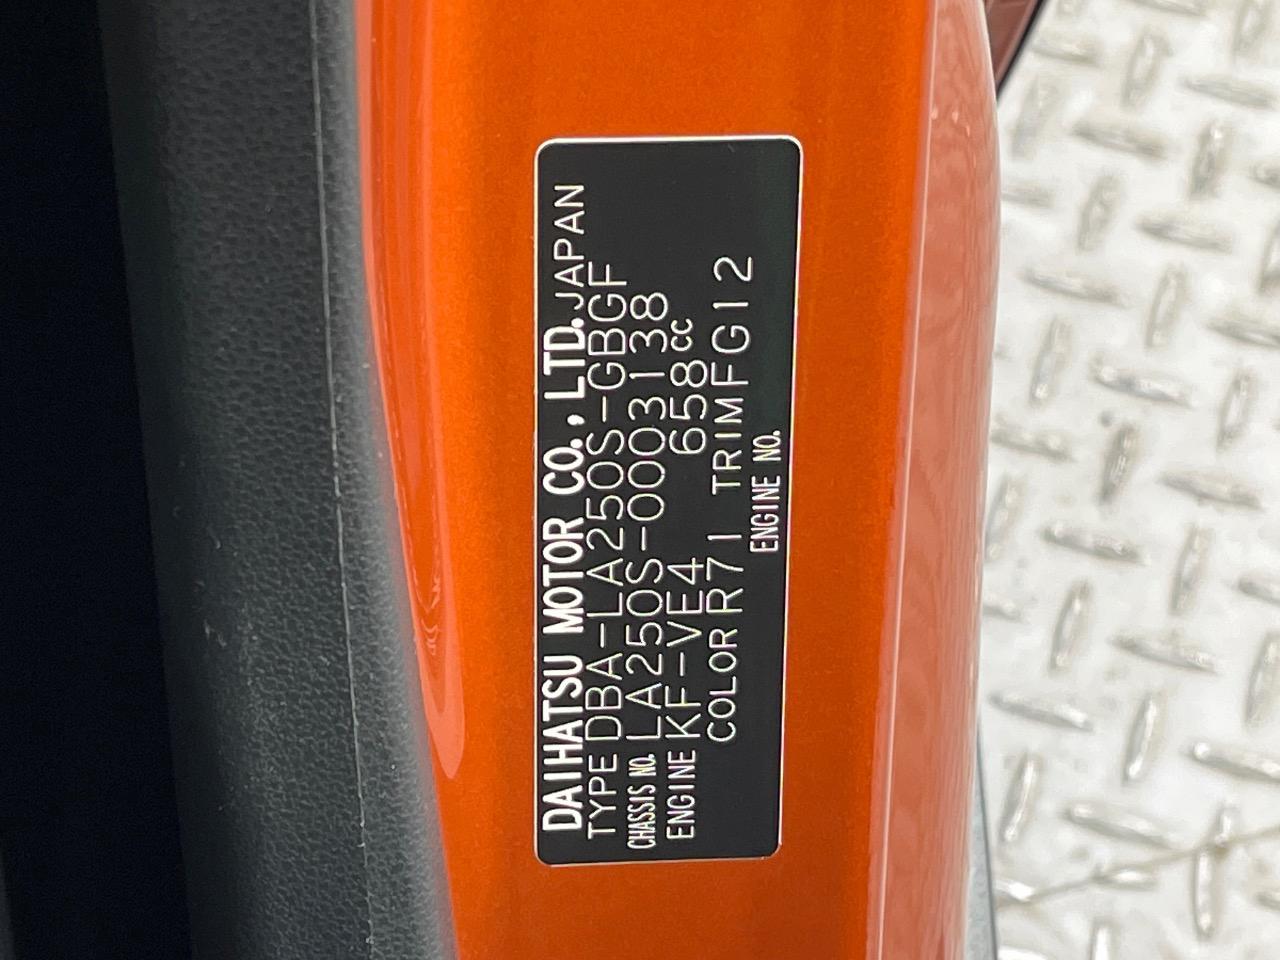 DAIHATSU MOTOR CO., LTD. JAPAN
TYPE DBA-LA250S-GBGF
CHASSIS NO. LA250S-0003138
ENGINE KF-VE4 658cc
COLOR R71 TRIM FG12
ENGINE NO.